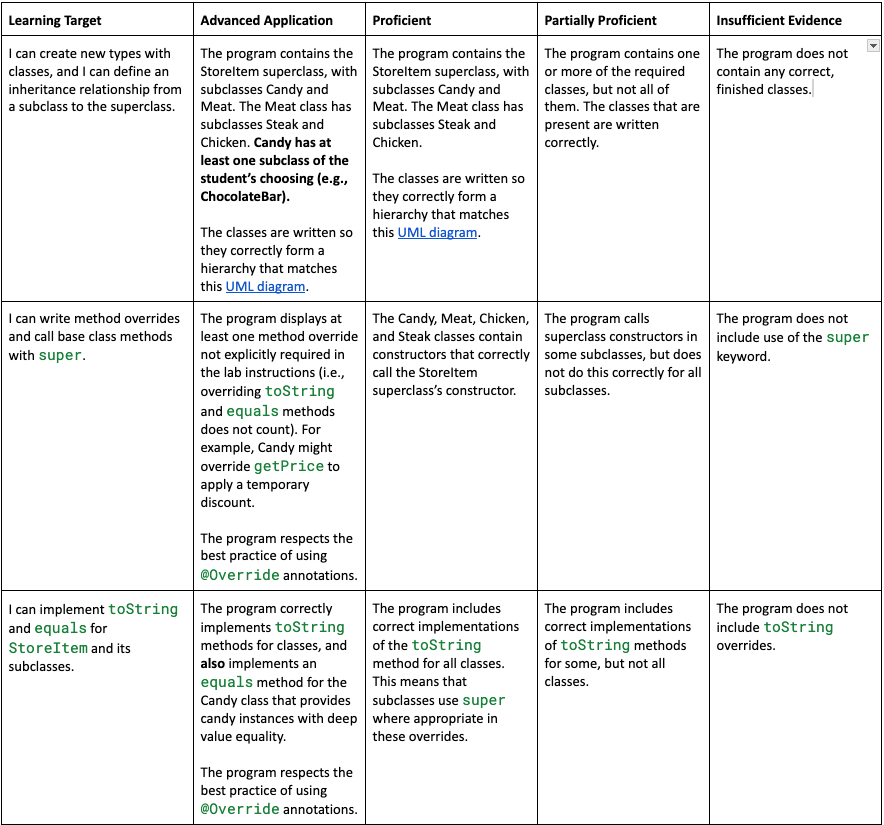 Learning Target
Advanced Application
Proficient
Partially Proficient
Insufficient Evidence
I can create new types with
classes, and I can define an
inheritance relationship from
a subclass to the superclass.
The program contains the
StoreItem superclass, with
subclasses Candy and
Meat. The Meat class has
subclasses Steak and
Chicken. Candy has at
least one subclass of the
student’s choosing (e.g.,
ChocolateBar).
The classes are written so
they correctly form a
hierarchy that matches
this UML diagram.
The program contains the
StoreItem superclass, with
subclasses Candy and
Meat. The Meat class has
subclasses Steak and
Chicken.
The classes are written so
they correctly form a
hierarchy that matches
this UML diagram.
The program contains one
or more of the required
classes, but not all of
them. The classes that are
present are written
correctly.
The program does not
contain any correct,
finished classes.
I can write method overrides
and call base class methods
with super.
The program displays at
least one method override
not explicitly required in
the lab instructions (i.e.,
overriding toString
and equals methods
does not count). For
example, Candy might
override getPrice to
apply a temporary
discount.
The program respects the
best practice of using
@Override annotations.
The Candy, Meat, Chicken,
and Steak classes contain
constructors that correctly
call the StoreItem
superclass’s constructor.
The program calls
superclass constructors in
some subclasses, but does
not do this correctly for all
subclasses.
The program does not
include use of the super
keyword.
I can implement toString
and equals for
StoreItem and its
subclasses.
The program correctly
implements toString
methods for classes, and
also implements an
equals method for the
Candy class that provides
candy instances with deep
value equality.
The program respects the
best practice of using
@Override annotations.
The program includes
correct implementations
of the toString
method for all classes.
This means that
subclasses use super
where appropriate in
these overrides.
The program includes
correct implementations
of toString methods
for some, but not all
classes.
The program does not
include toString
overrides.